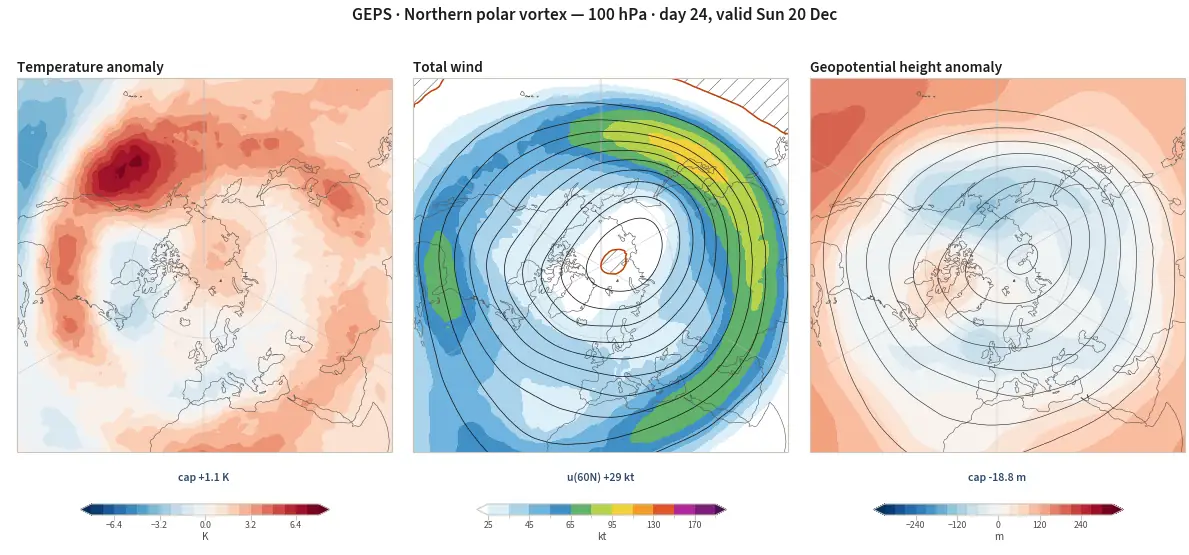 GEPS · Northern polar vortex — 100 hPa · day 24, valid Sun 20 Dec
Temperature anomaly
Total wind
Geopotential height anomaly
cap +1.1 K
u(60N) +29 kt
cap -18.8 m
-6.4 -3.2 0.0 3.2 6.4
K
25 45 65 95 130 170
kt
-240 -120 0 120 240
m